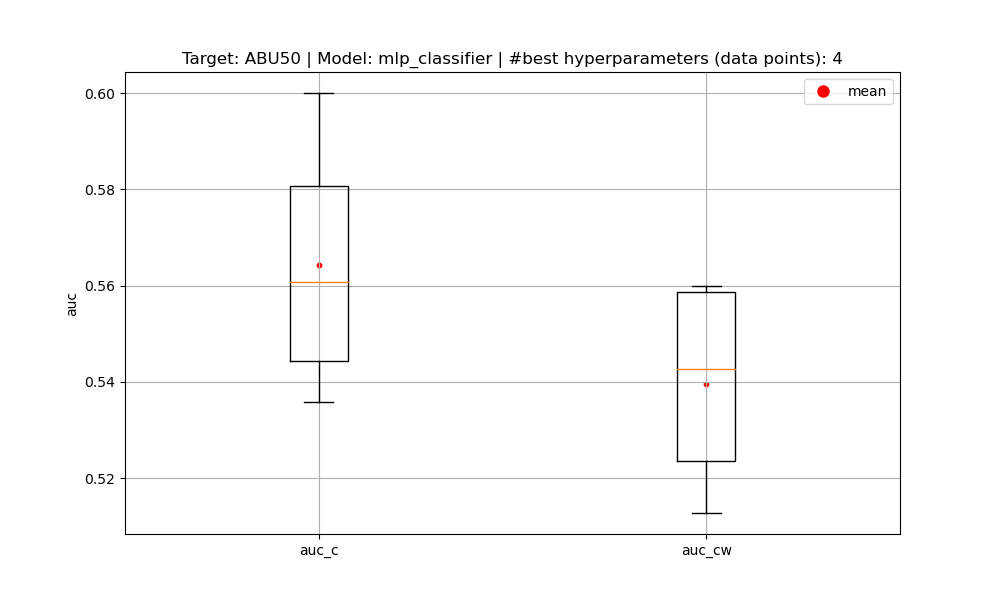 Target: ABU50 | Model: mlp_classifier | #best hyperparameters (data points): 4
mean
0.60
0.58
0.56
0.54
0.52
auc
auc_c
auc_cw